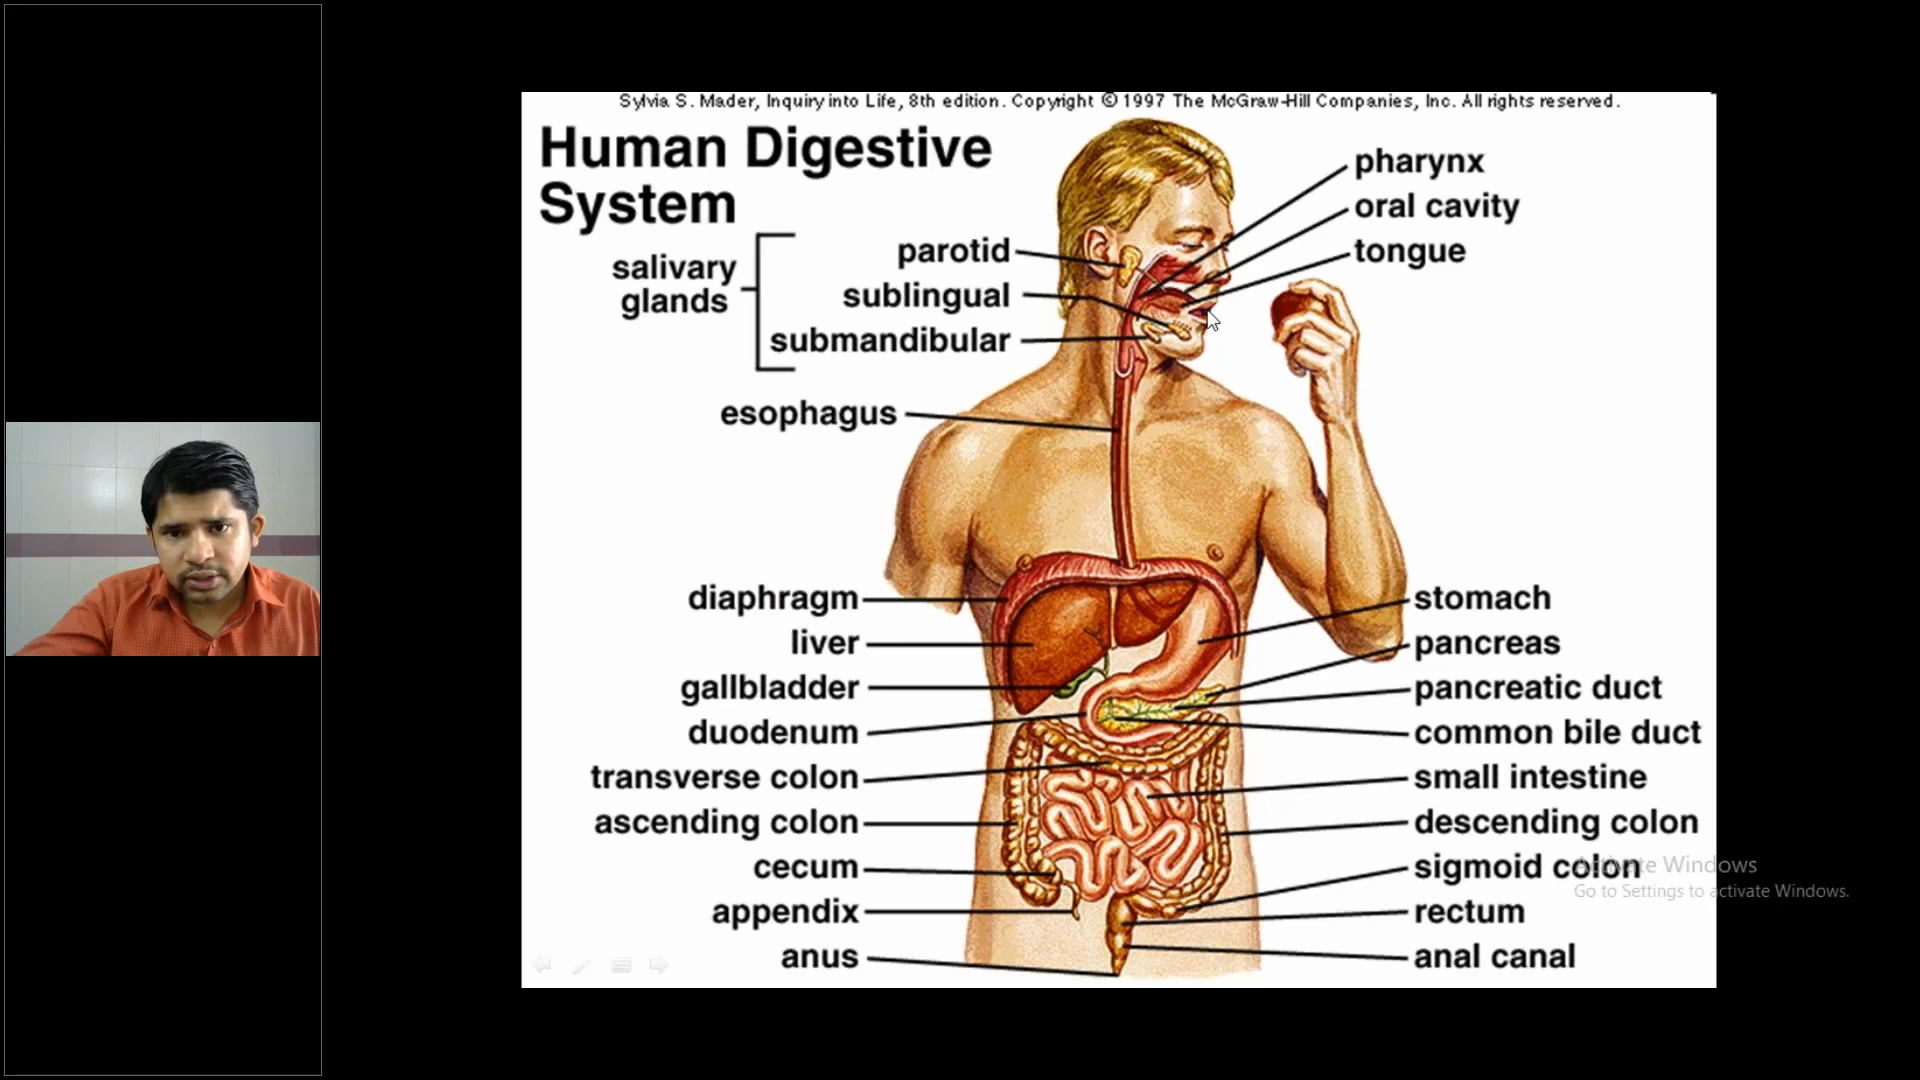 Sylvia S. Mader, Inquiry into Life, 8th edition. Copyright © 1997 The McGraw-Hill Companies, Inc. All rights reserved.
Human Digestive
System
salivary
glands
parotid
sublingual
submandibular
esophagus
pharynx
oral cavity
tongue
diaphragm
liver
gallbladder
duodenum
transverse colon
ascending colon
cecum
appendix
anus
stomach
pancreas
pancreatic duct
common bile duct
small intestine
descending colon
sigmoid colon
rectum
anal canal
Activate Windows
Go to Settings to activate Windows.